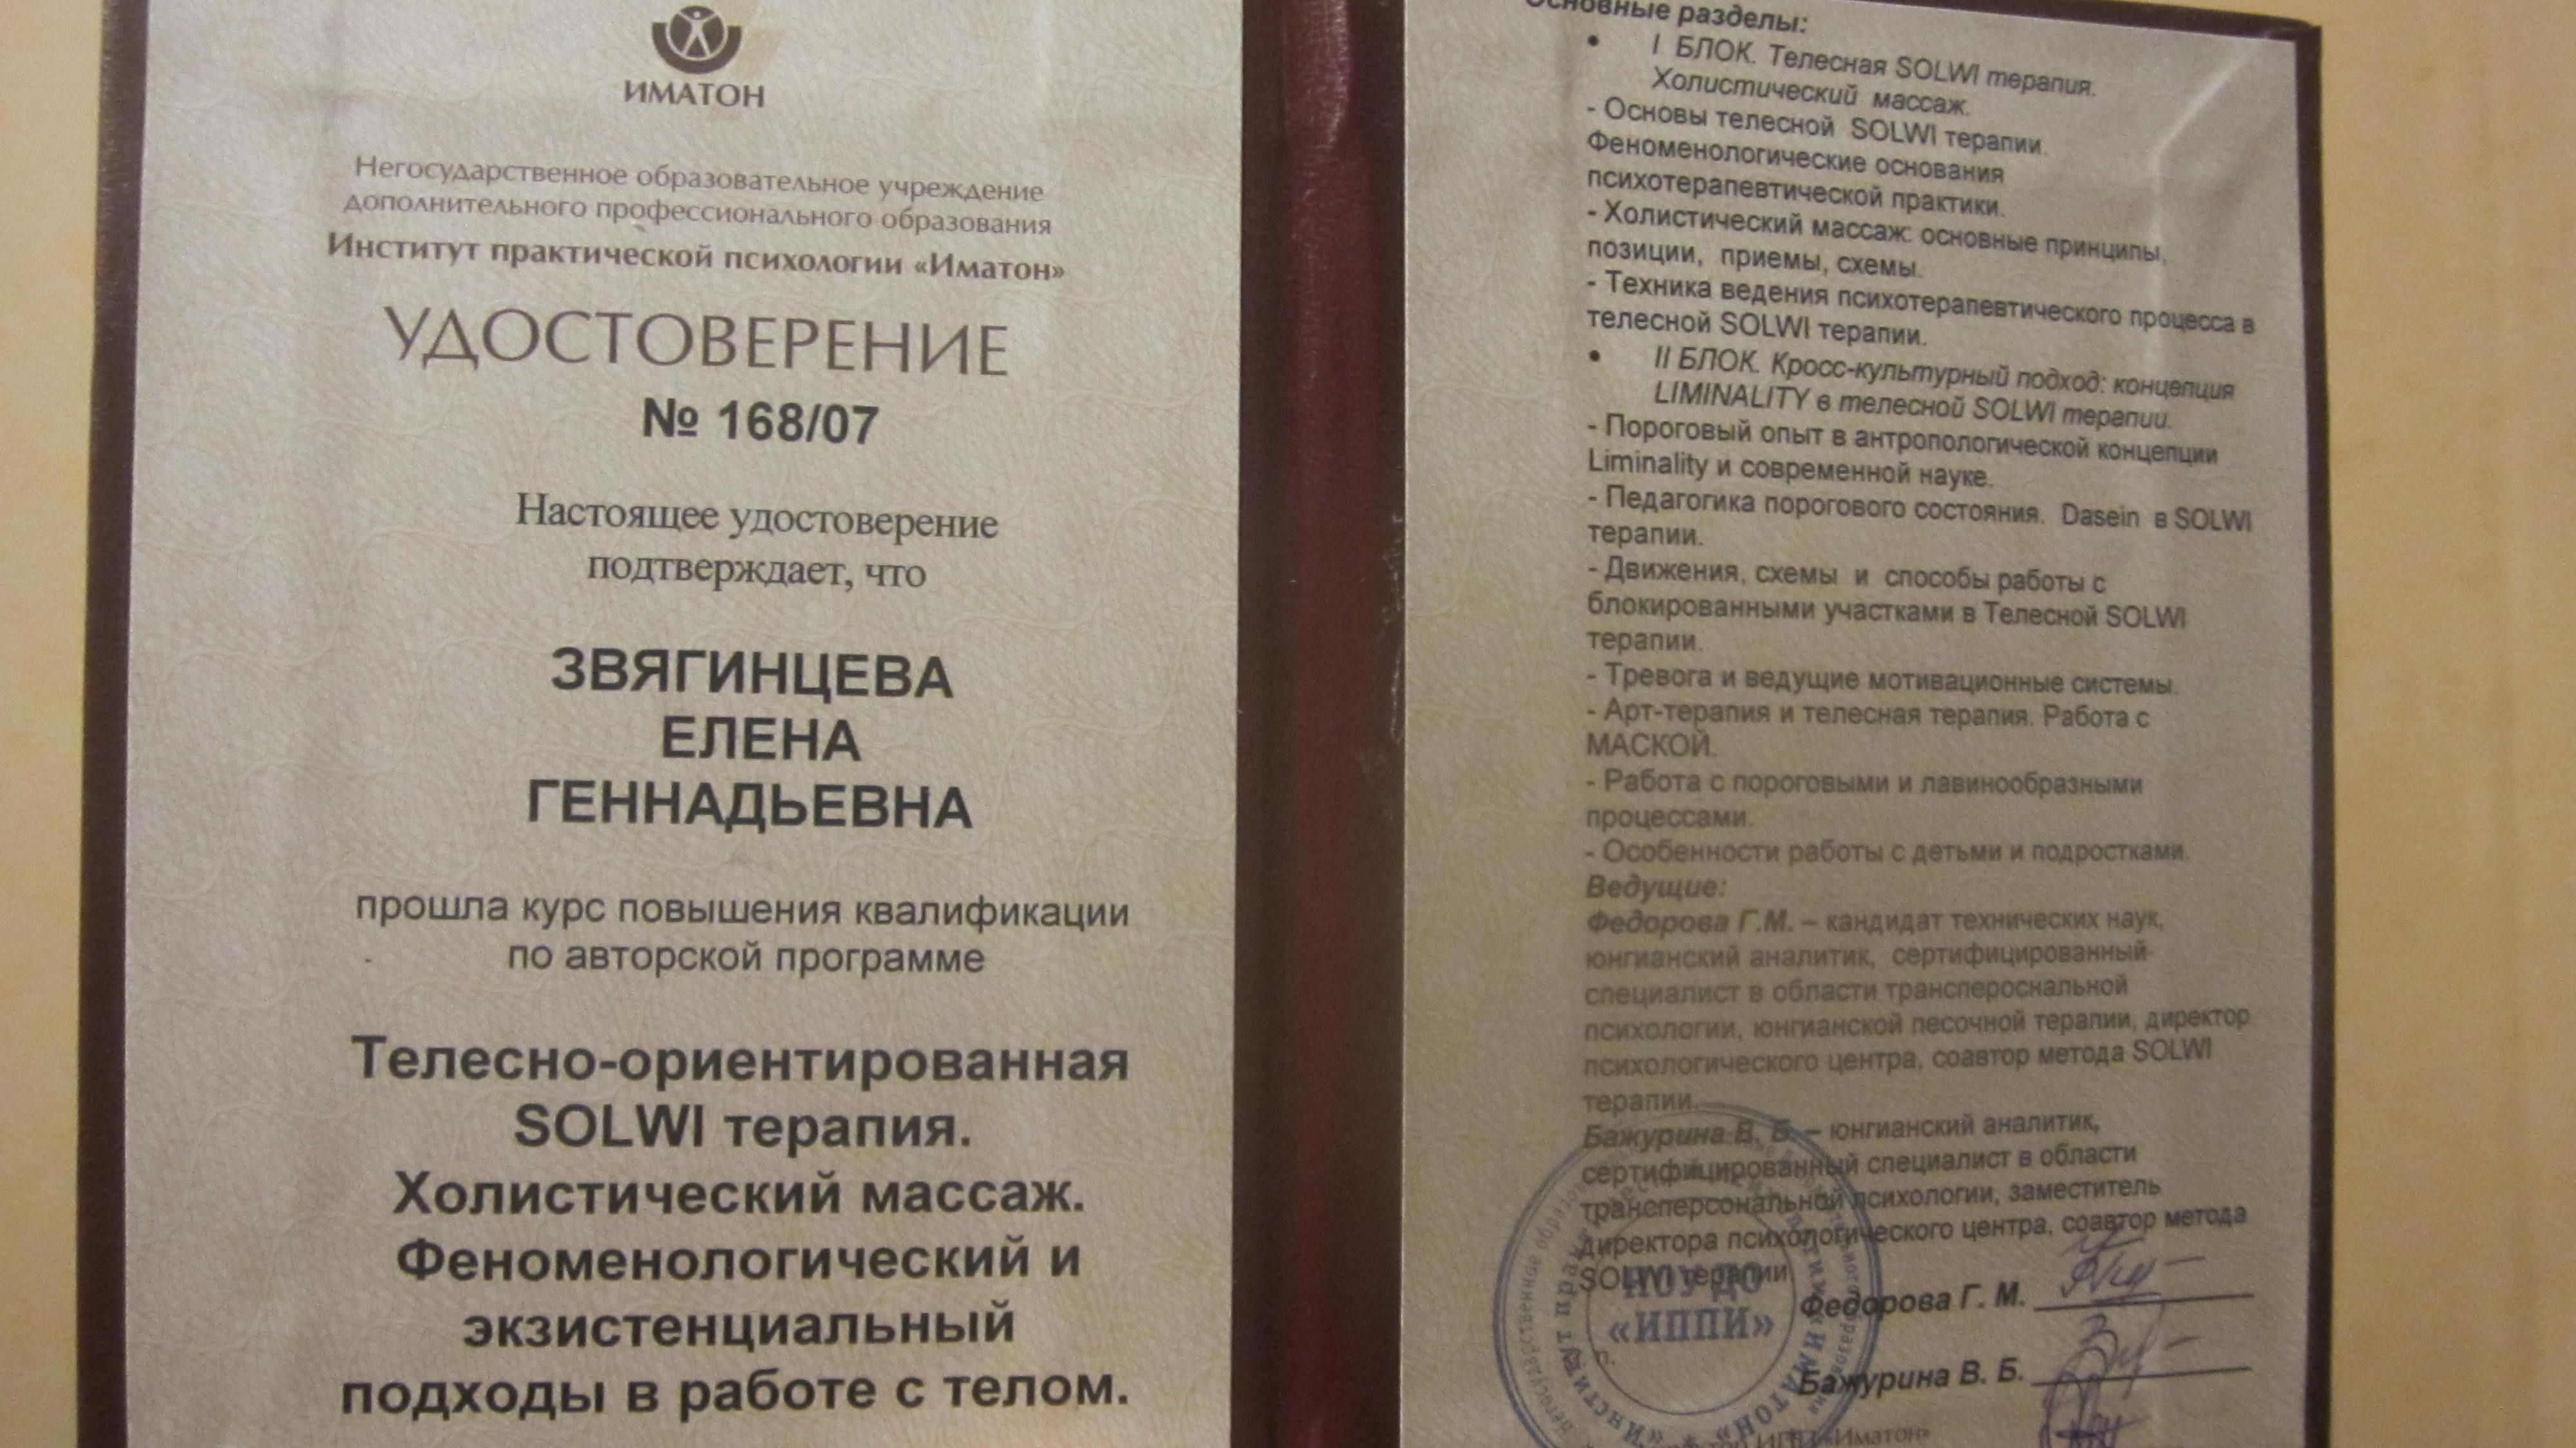 ИМАТОН
Негосударственное образовательное учреждение
дополнительного профессионального образования
Институт практической психологии «Иматон»
УДОСТОВЕРЕНИЕ
№ 168/07
Настоящее удостоверение
подтверждает, что
ЗВЯГИНЦЕВА
ЕЛЕНА
ГЕННАДЬЕВНА
прошла курс повышения квалификации
по авторской программе
Телесно-ориентированная
SOLWI терапия.
Холистический массаж.
Феноменологический и
экзистенциальный
подходы в работе с телом.
Основные разделы:
• I БЛОК. Телесная SOLWI терапия.
Холистический массаж.
- Основы телесной SOLWI терапии.
Феноменологические основания
психотерапевтической практики.
- Холистический массаж: основные принципы,
позиции, приемы, схемы.
- Техника ведения психотерапевтического процесса в
телесной SOLWI терапии.
• II БЛОК. Кросс-культурный подход: концепция
LIMINALITY в телесной SOLWI терапии.
- Пороговый опыт в антропологической концепции
Liminality и современной науке.
- Педагогика порогового состояния. Dasein в SOLWI
терапии.
- Движения, схемы и способы работы с
блокированными участками в Телесной SOLWI
терапии.
- Тревога и ведущие мотивационные системы.
- Арт-терапия и телесная терапия. Работа с
МАСКОЙ.
- Работа с пороговыми и лавинообразными
процессами.
- Особенности работы с детьми и подростками.
Ведущие:
Федорова Г.М. – кандидат технических наук,
юнгианский аналитик, сертифицированный
специалист в области транспероснальной
психологии, юнгианской песочной терапии, директор
психологического центра, соавтор метода SOLWI
терапии.
Бажурина В. Б. – юнгианский аналитик,
сертифицированный специалист в области
трансперсональной психологии, заместитель
директора психологического центра, соавтор метода
SOLWI терапии
НОУ ДО
«ИППИ»
«ИМАТОН»
Федорова Г. М.
Бажурина В. Б.
ИПП «Иматон»